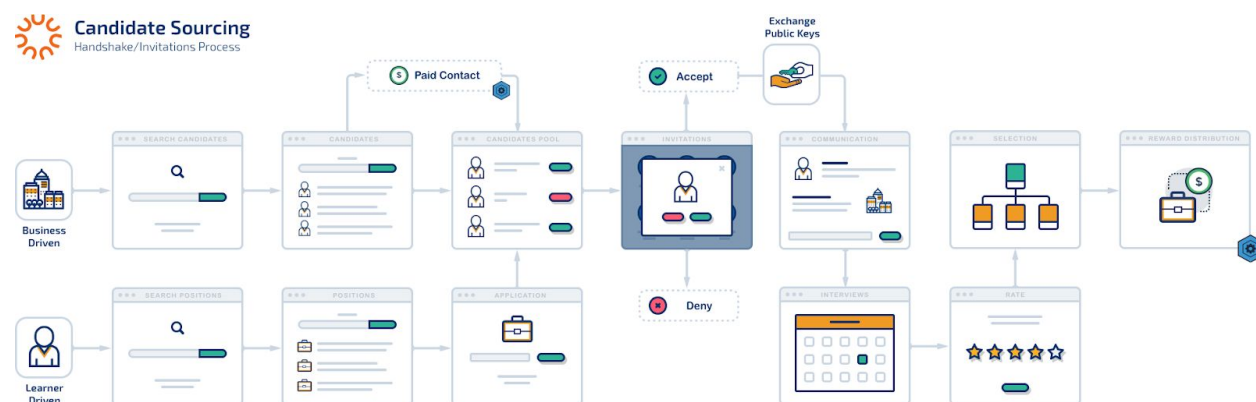 Candidate Sourcing
Handshake/Invitations Process
Exchange
Public Keys
$ Paid Contact
Accept
SEARCH CANDIDATES
CANDIDATES
CANDIDATES POOL
INVITATIONS
COMMUNICATION
SELECTION
REWARD DISTRIBUTION
$
Business
Driven
SEARCH POSITIONS
POSITIONS
APPLICATION
Deny
INTERVIEWS
RATE
Learner
Driven